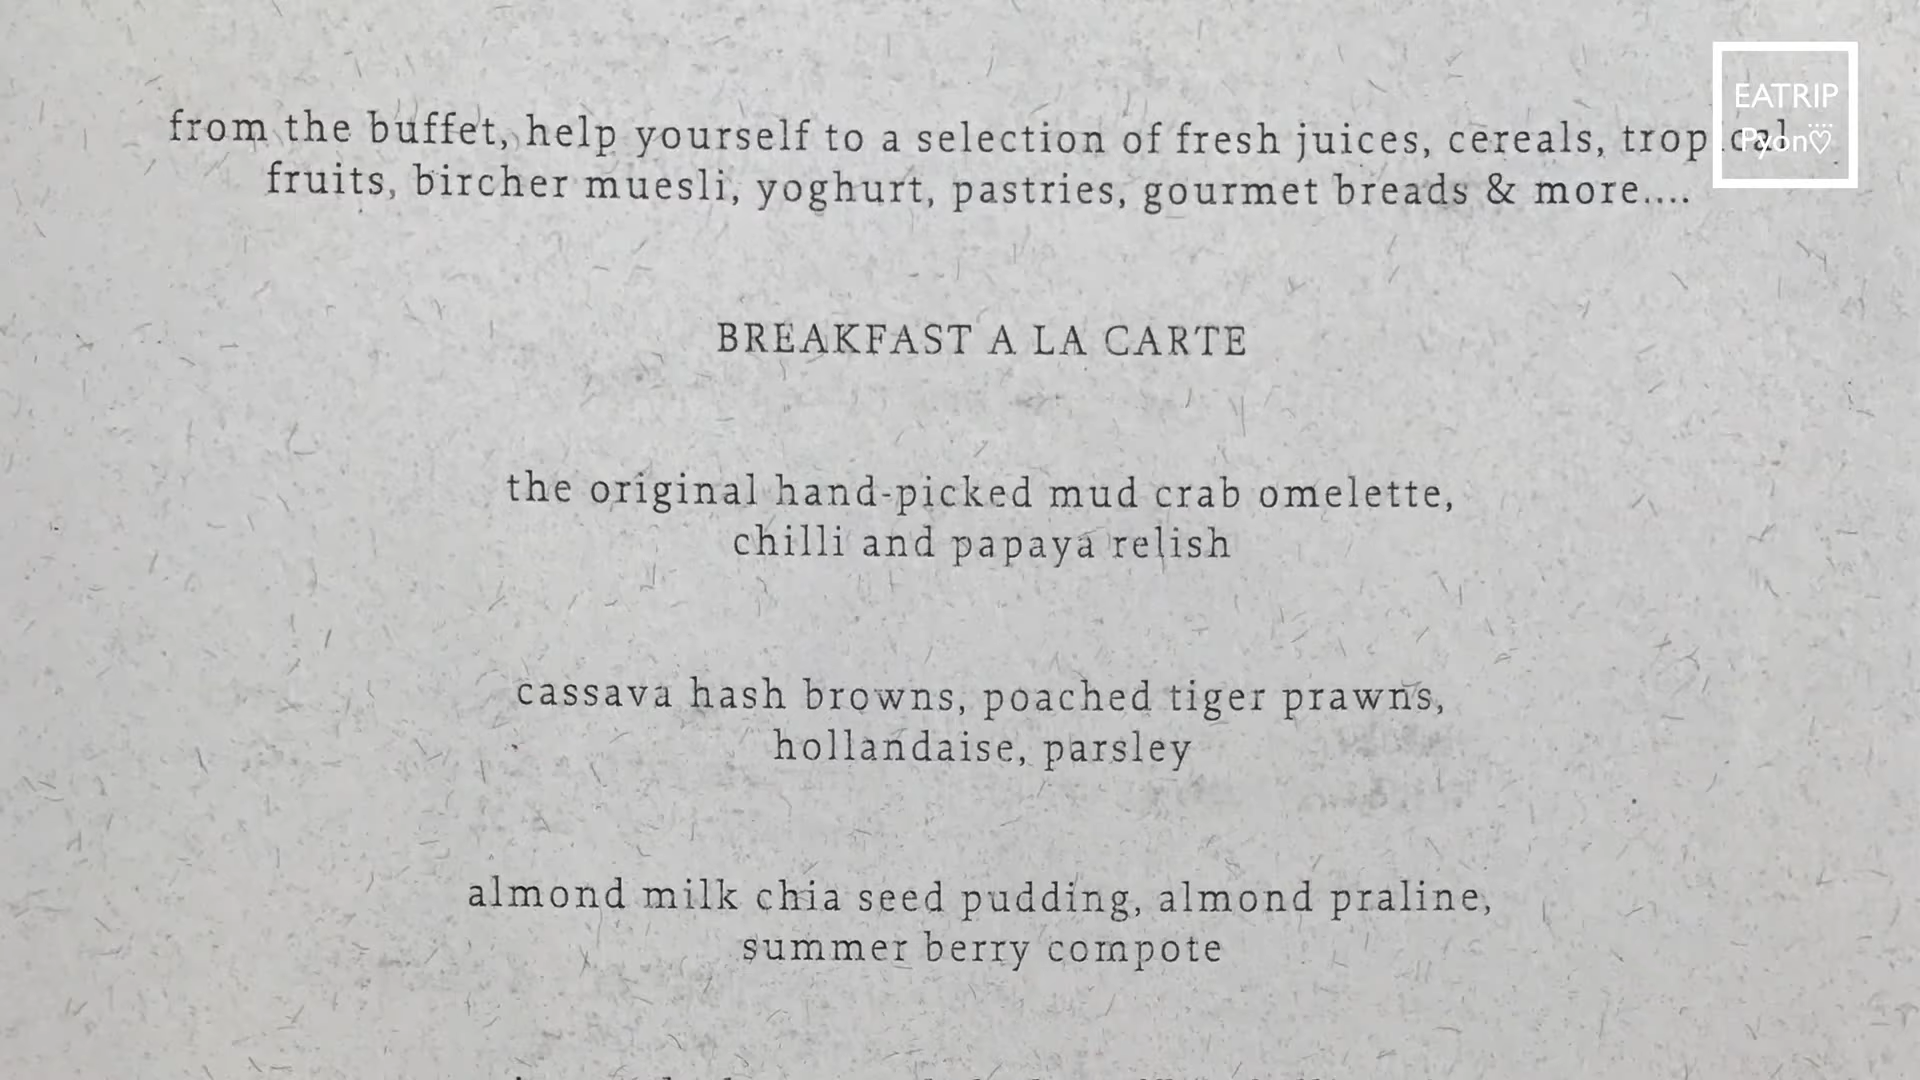 from the buffet, help yourself to a selection of fresh juices, cereals, tropical
fruits, bircher muesli, yoghurt, pastries, gourmet breads & more....
BREAKFAST A LA CARTE
the original hand-picked mud crab omelette,
chilli and papaya relish
cassava hash browns, poached tiger prawns,
hollandaise, parsley
almond milk chia seed pudding, almond praline,
summer berry compote
EATRIP
Pyon♡